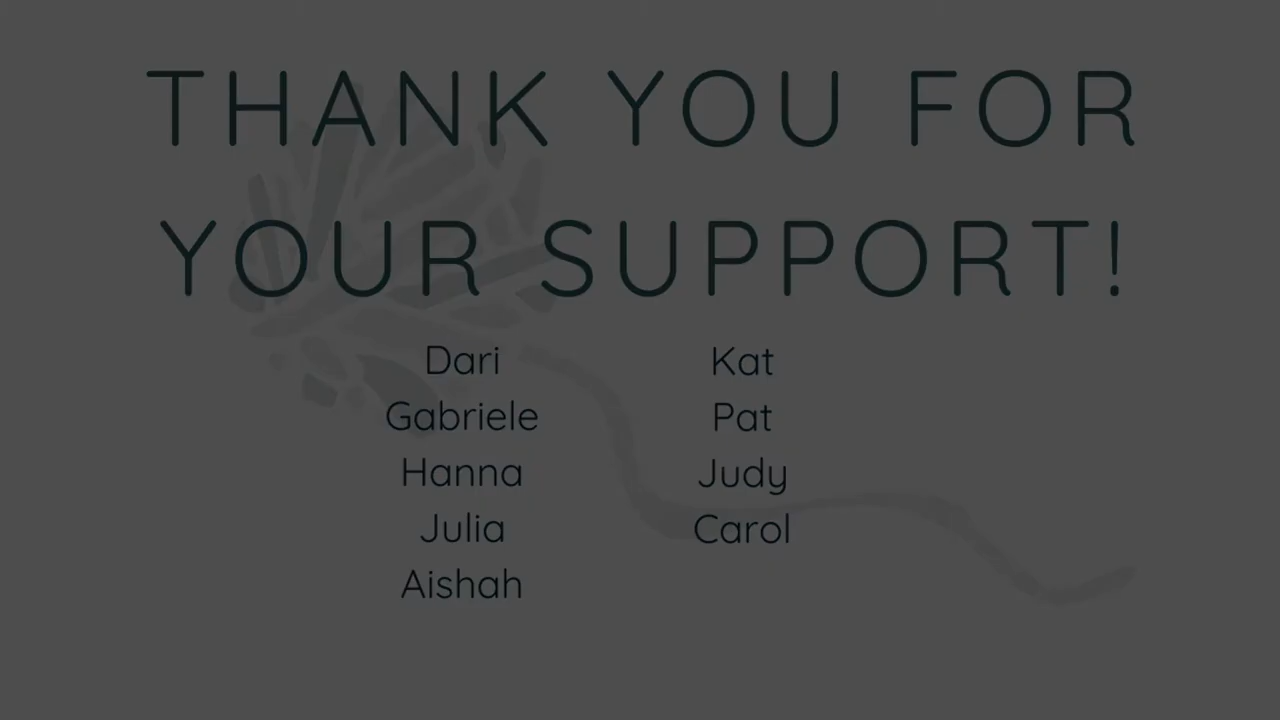 THANK YOU FOR
YOUR SUPPORT!
Dari
Gabriele
Hanna
Julia
Aishah
Kat
Pat
Judy
Carol